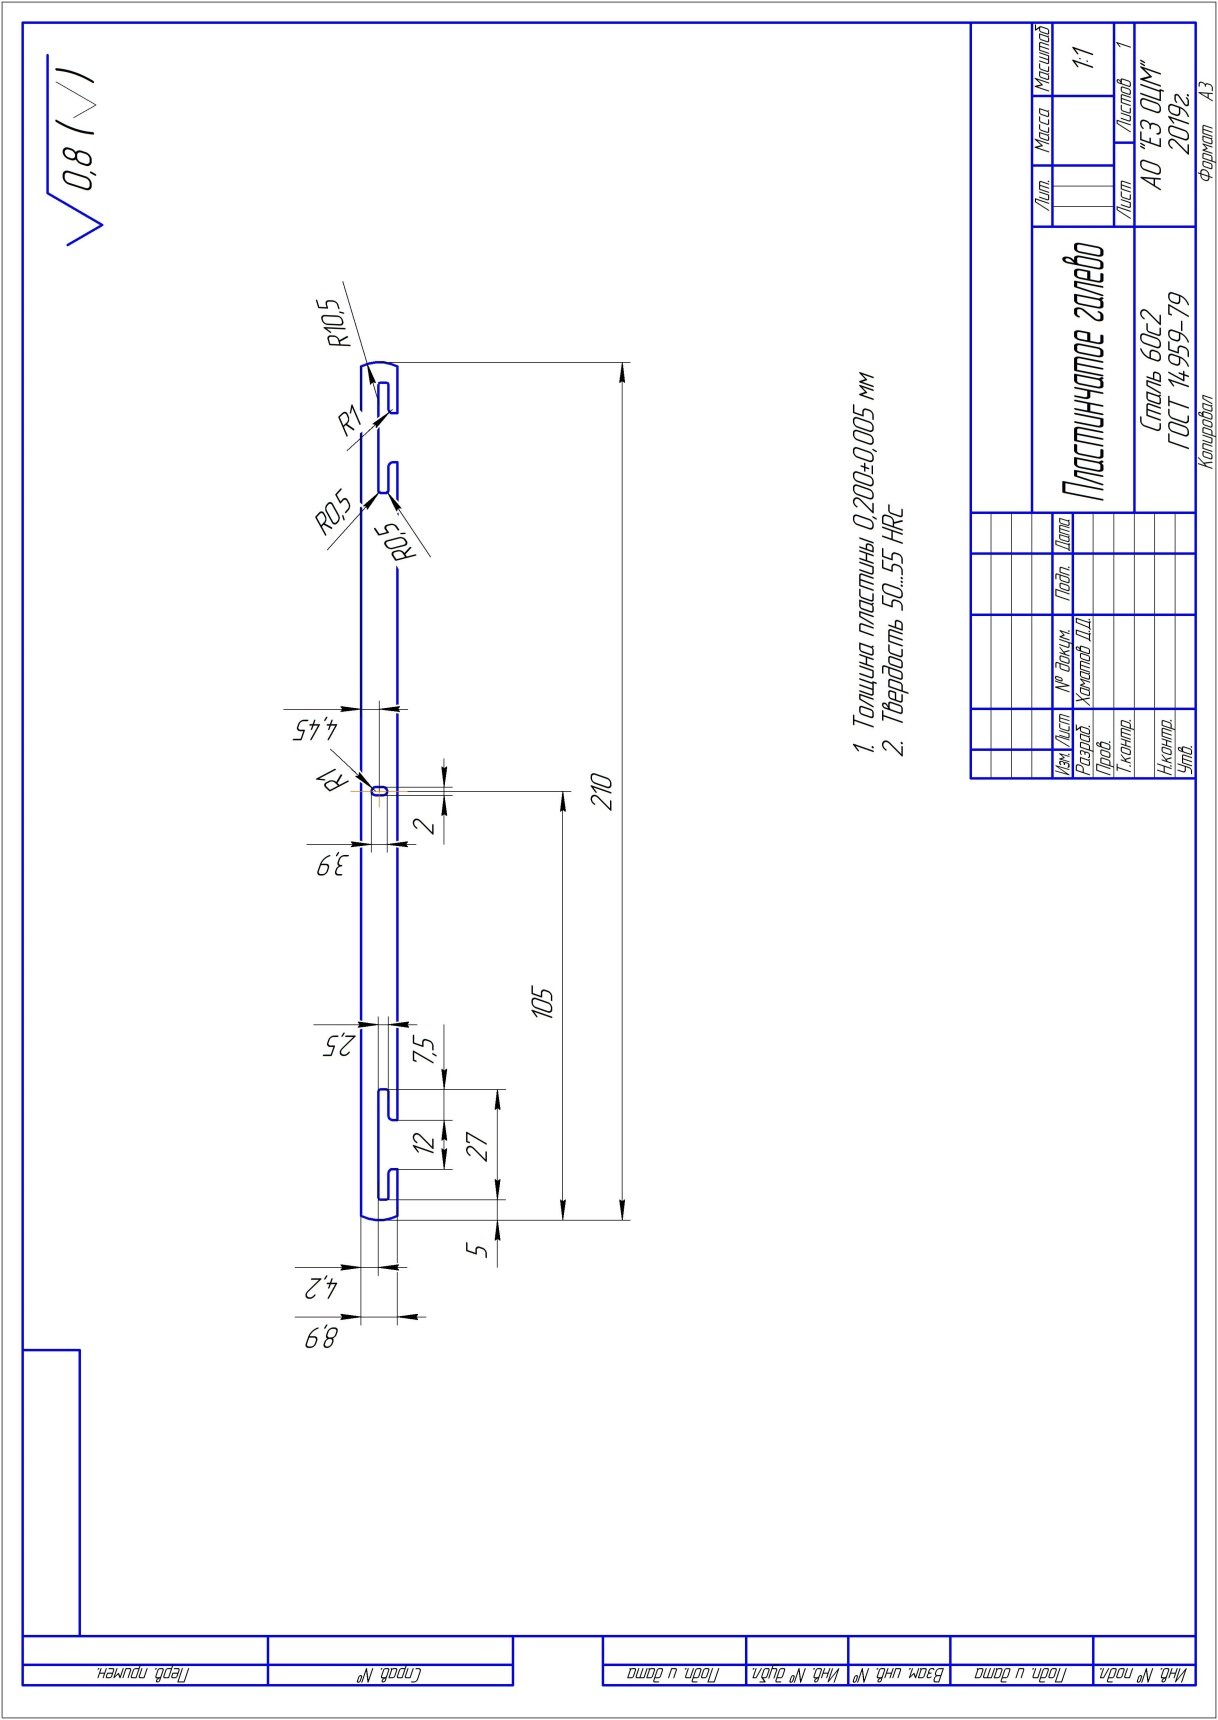 √0,8 (√)
R10,5
R1
R0,5
R0,5
4,45
R1
3,9
2
2,5
7,5
12
27
5
4,2
8,9
105
210
1. Толщина пластины 0,200±0,005 мм
2. Твердость 50...55 HRc
Изм. Лист № докум. Подп. Дата
Разраб. Хаматов Д.Д.
Пров.
Т.контр.
Н.контр.
Утв.
Пластинчатое галево
Лит. Масса Масштаб
1:1
Лист Листов 1
Сталь 60с2
ГОСТ 14959-79
АО "ЕЗ ОЦМ"
2019г.
Копировал
Формат А3
Перв. примен.
Справ. №
Подп. и дата
Инв. № дубл.
Взам. инв. №
Подп. и дата
Инв. № подл.